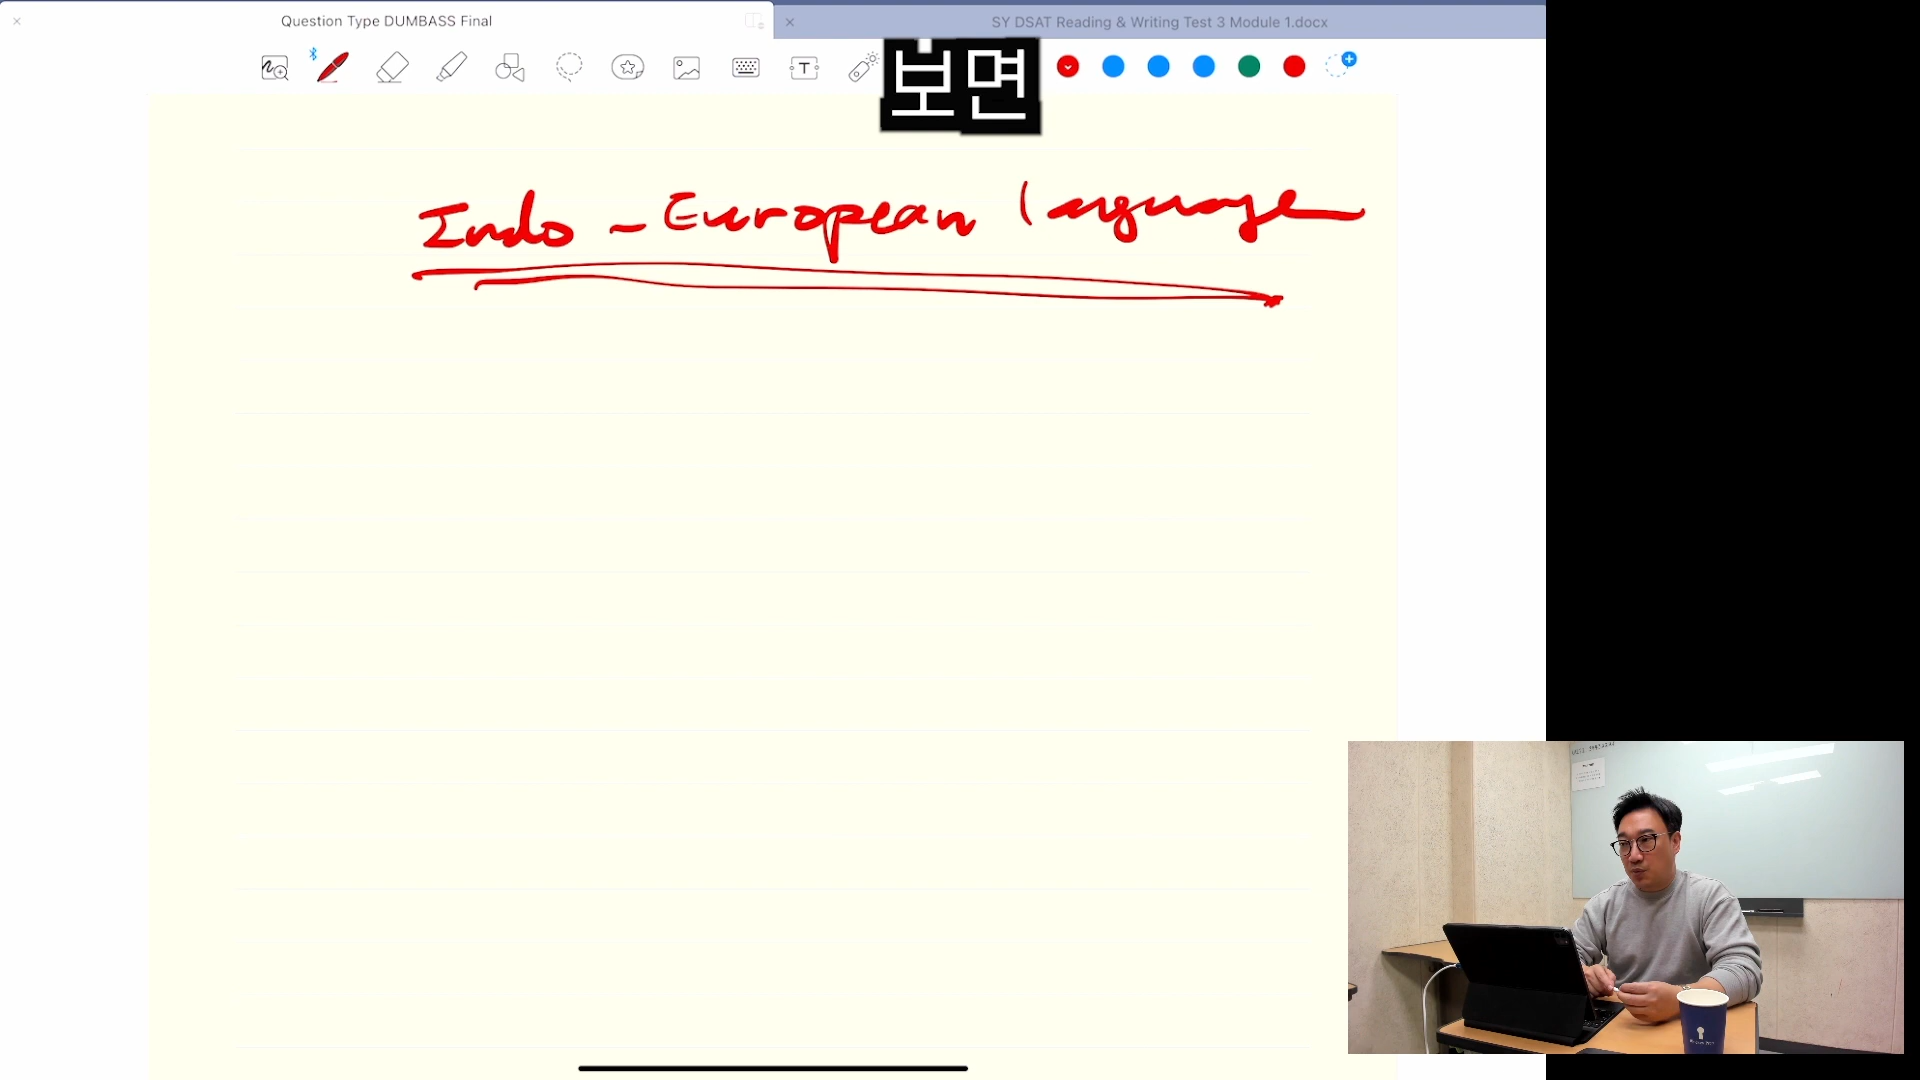 Question Type DUMBASS Final
SY DSAT Reading & Writing Test 3 Module 1.docx
보면
Indo - European language